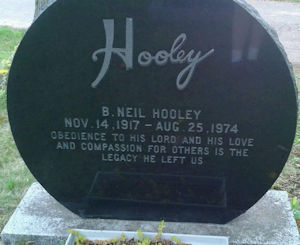 Hooley
B. NEIL HOOLEY
NOV. 14, 1917 – AUG. 25, 1974
OBEDIENCE TO HIS LORD AND HIS LOVE
AND COMPASSION FOR OTHERS IS THE
LEGACY HE LEFT US